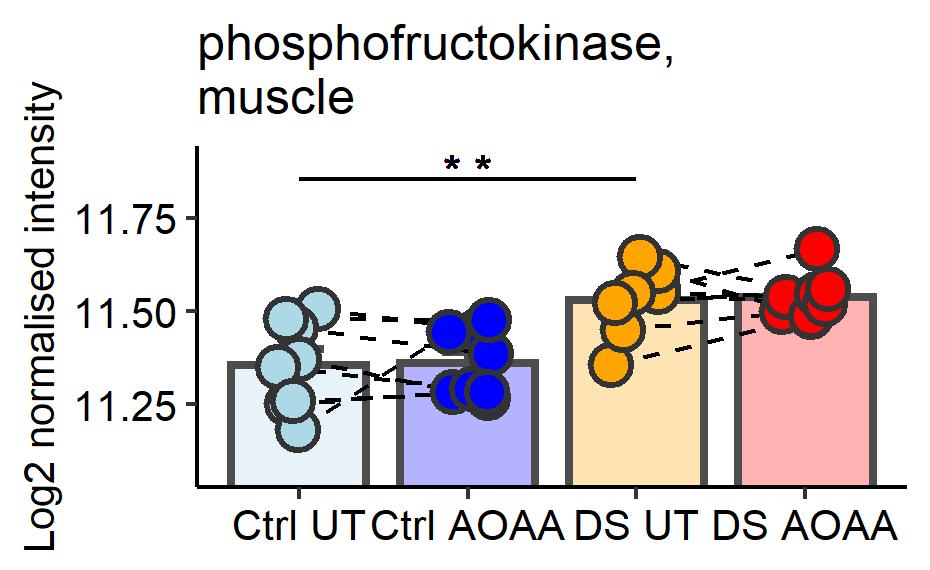 phosphofructokinase,
muscle
Log2 normalised intensity
* *
11.75
11.50
11.25
Ctrl UT Ctrl AOAA DS UT DS AOAA